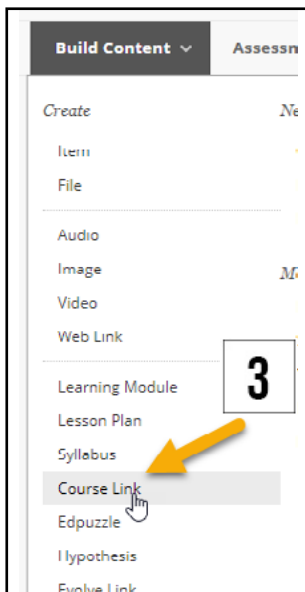 Build Content Assessm
Create Ne
Item
File
Audio
Image
Video
Web Link
3
Learning Module
Lesson Plan
Syllabus
Course Link
Edpuzzle
Hypothesis
Evolve Link